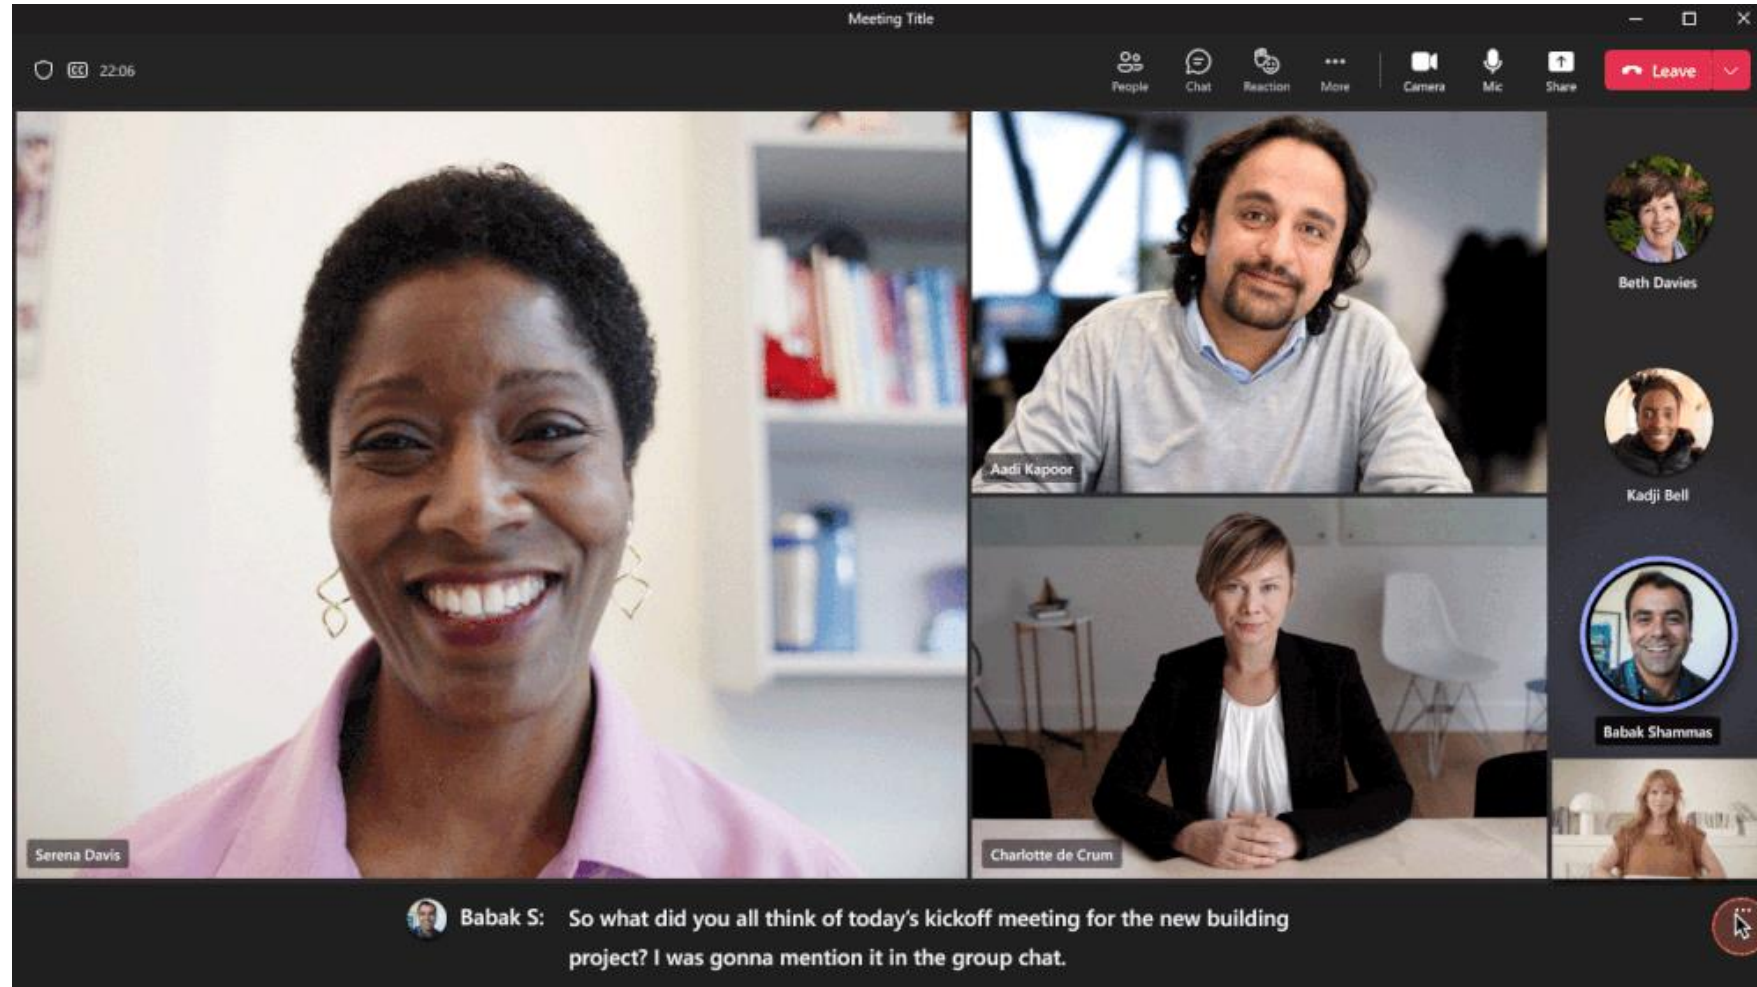 Meeting Title
CC 22:06
People Chat Reaction More Camera Mic Share Leave
Beth Davies
Aadi Kapoor
Kadji Bell
Babak Shammas
Serena Davis
Charlotte de Crum
Babak S: So what did you all think of today's kickoff meeting for the new building
project? I was gonna mention it in the group chat.